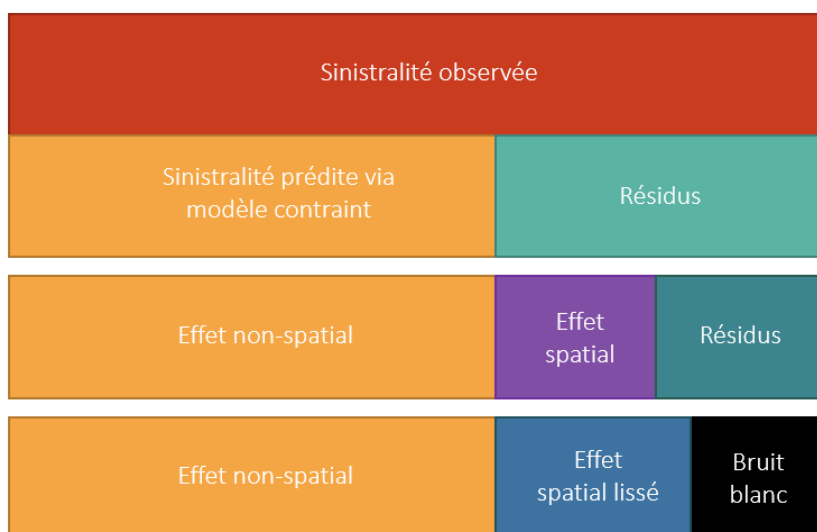 Sinistralité observée
Sinistralité prédite via
modèle contraint
Résidus
Effet non-spatial
Effet
spatial
Résidus
Effet non-spatial
Effet
spatial lissé
Bruit
blanc